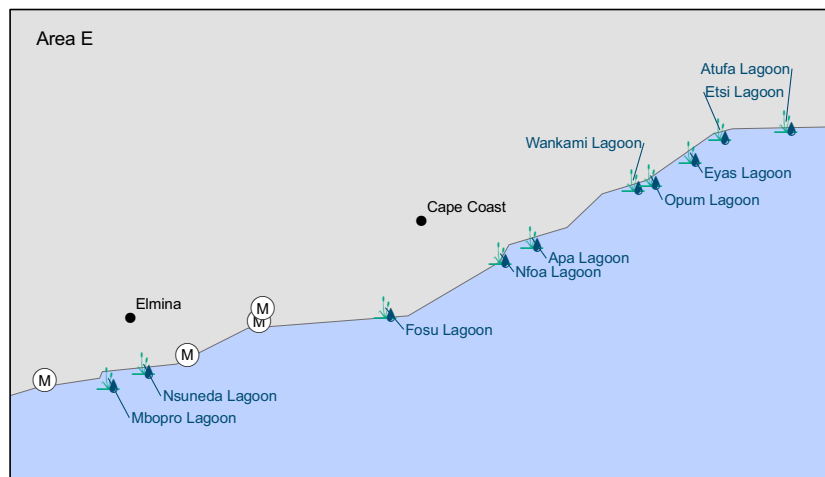 Area E
Atufa Lagoon
Etsi Lagoon
Wankami Lagoon
Eyas Lagoon
Opum Lagoon
Cape Coast
Apa Lagoon
Nfoa Lagoon
Elmina
M
M
Fosu Lagoon
M
M
Nsuneda Lagoon
Mbopro Lagoon